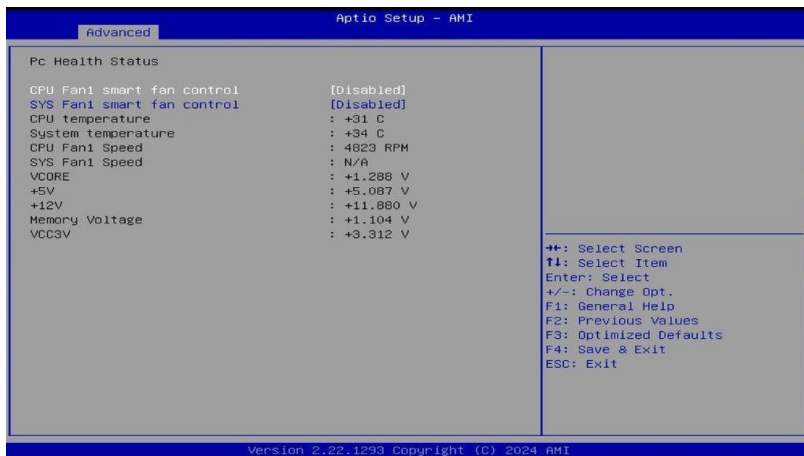 Aptio Setup - AMI
Advanced
Pc Health Status
CPU Fan1 smart fan control [Disabled]
SYS Fan1 smart fan control [Disabled]
CPU temperature : +31 C
System temperature : +34 C
CPU Fan1 Speed : 4823 RPM
SYS Fan1 Speed : N/A
VCORE : +1.288 V
+5V : +5.087 V
+12V : +11.880 V
Memory Voltage : +1.104 V
VCC3V : +3.312 V
→←: Select Screen
↑↓: Select Item
Enter: Select
+/-: Change Opt.
F1: General Help
F2: Previous Values
F3: Optimized Defaults
F4: Save & Exit
ESC: Exit
Version 2.22.1293 Copyright (C) 2024 AMI